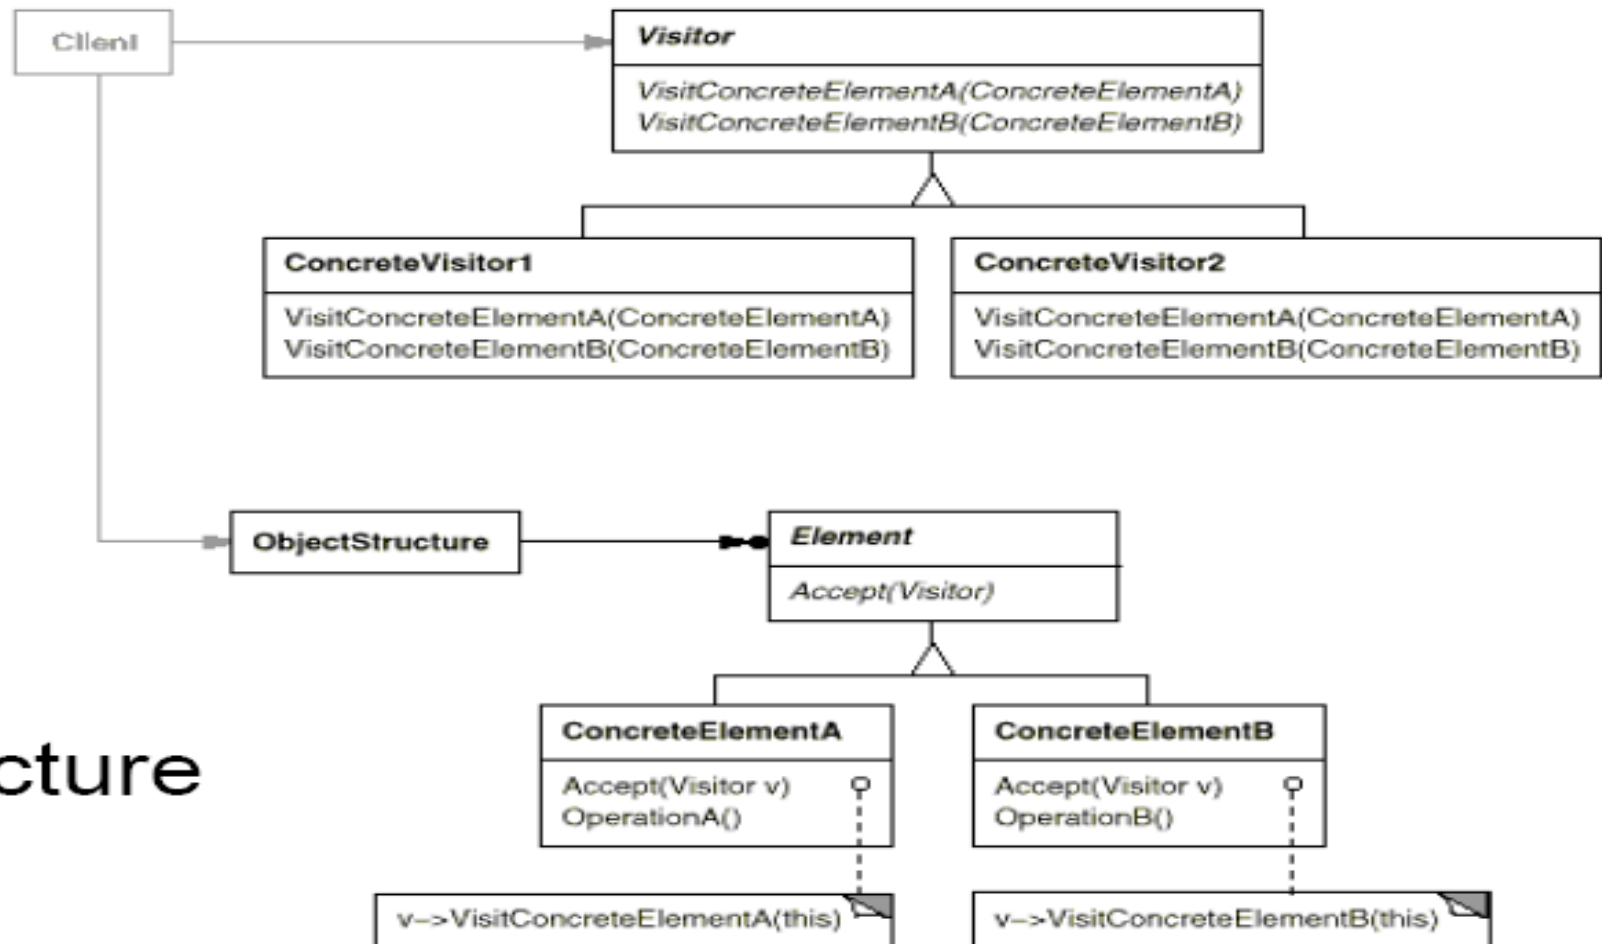 Client
Visitor
VisitConcreteElementA(ConcreteElementA)
VisitConcreteElementB(ConcreteElementB)
ConcreteVisitor1
VisitConcreteElementA(ConcreteElementA)
VisitConcreteElementB(ConcreteElementB)
ConcreteVisitor2
VisitConcreteElementA(ConcreteElementA)
VisitConcreteElementB(ConcreteElementB)
ObjectStructure
Element
Accept(Visitor)
cture
ConcreteElementA
Accept(Visitor v)
OperationA()
ConcreteElementB
Accept(Visitor v)
OperationB()
v–>VisitConcreteElementA(this)
v–>VisitConcreteElementB(this)